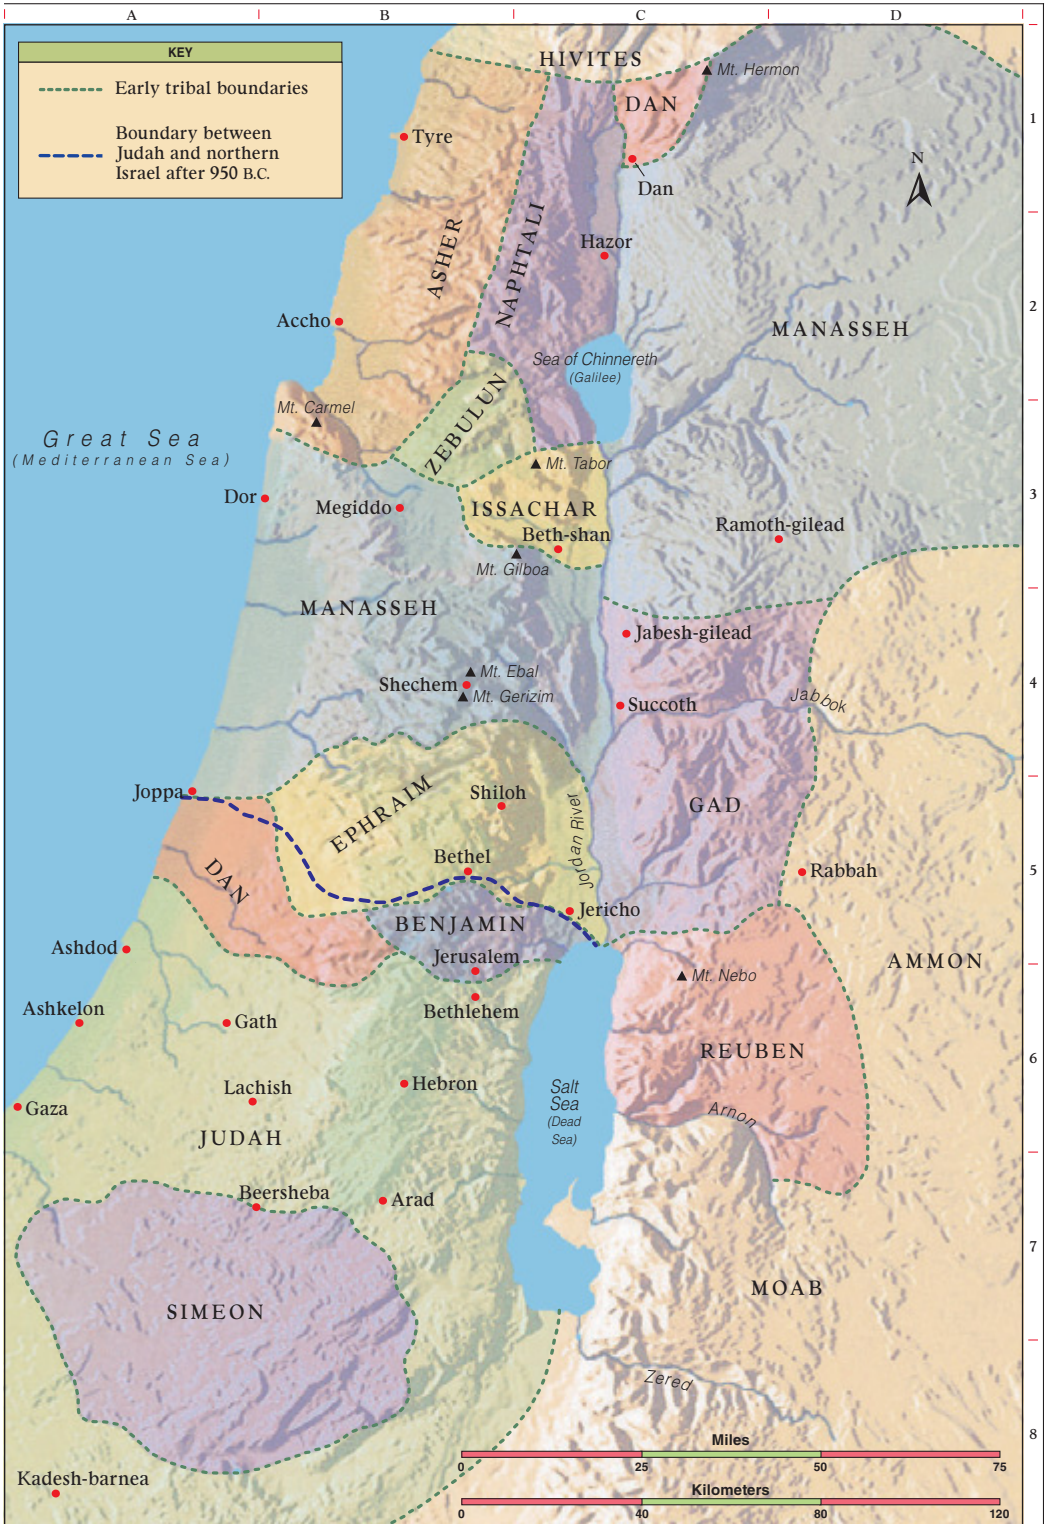 A
B
C
D
KEY
Early tribal boundaries
Boundary between
Judah and northern
Israel after 950 B.C.
HIVITES
Mt. Hermon
DAN
1
Tyre
N
Dan
ASHER
NAPHTALI
Hazor
2
Accho
MANASSEH
Sea of Chinnereth
(Galilee)
Mt. Carmel
ZEBULUN
Great Sea
(Mediterranean Sea)
Mt. Tabor
3
Dor
Megiddo
ISSACHAR
Ramoth-gilead
Beth-shan
Mt. Gilboa
MANASSEH
Jabesh-gilead
Mt. Ebal
Shechem
Mt. Gerizim
4
Succoth
Jabbok
Joppa
Shiloh
EPHRAIM
GAD
Jordan River
Bethel
Rabbah
5
DAN
Jericho
BENJAMIN
Ashdod
Jerusalem
AMMON
Mt. Nebo
Ashkelon
Gath
Bethlehem
REUBEN
6
Hebron
Lachish
Salt
Sea
(Dead
Sea)
Gaza
Arnon
JUDAH
Beersheba
Arad
7
MOAB
SIMEON
Zered
8
Miles
0 25 50 75
Kadesh-barnea
Kilometers
0 40 80 120